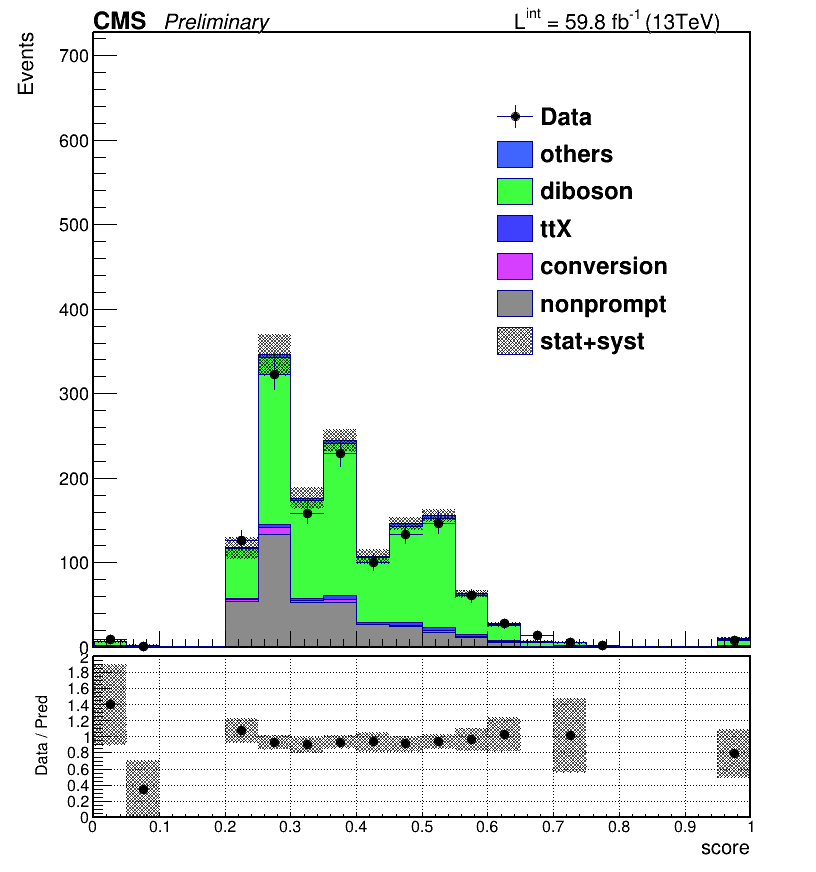 CMS Preliminary L^int = 59.8 fb^-1 (13TeV)
Events
700
600
500
400
300
200
100
0
Data
others
diboson
ttX
conversion
nonprompt
stat+syst
Data / Pred
2
1.8
1.6
1.4
1.2
1
0.8
0.6
0.4
0.2
0
0 0.1 0.2 0.3 0.4 0.5 0.6 0.7 0.8 0.9 1
score